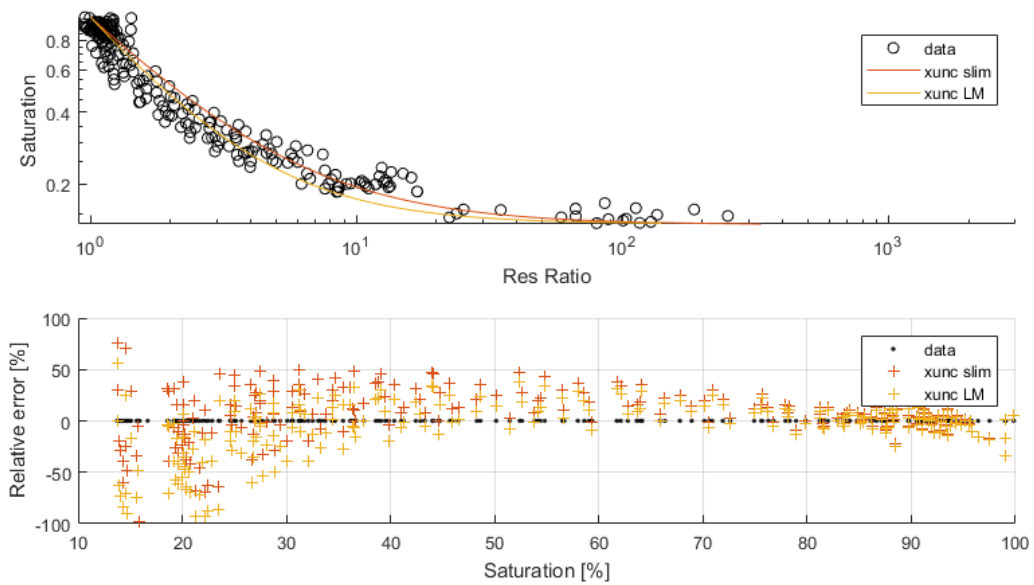 Saturation
0.8
0.6
0.4
0.2
data
xunc slim
xunc LM
10^0
10^1
10^2
10^3
Res Ratio
Relative error [%]
100
50
0
-50
-100
data
xunc slim
xunc LM
10
20
30
40
50
60
70
80
90
100
Saturation [%]